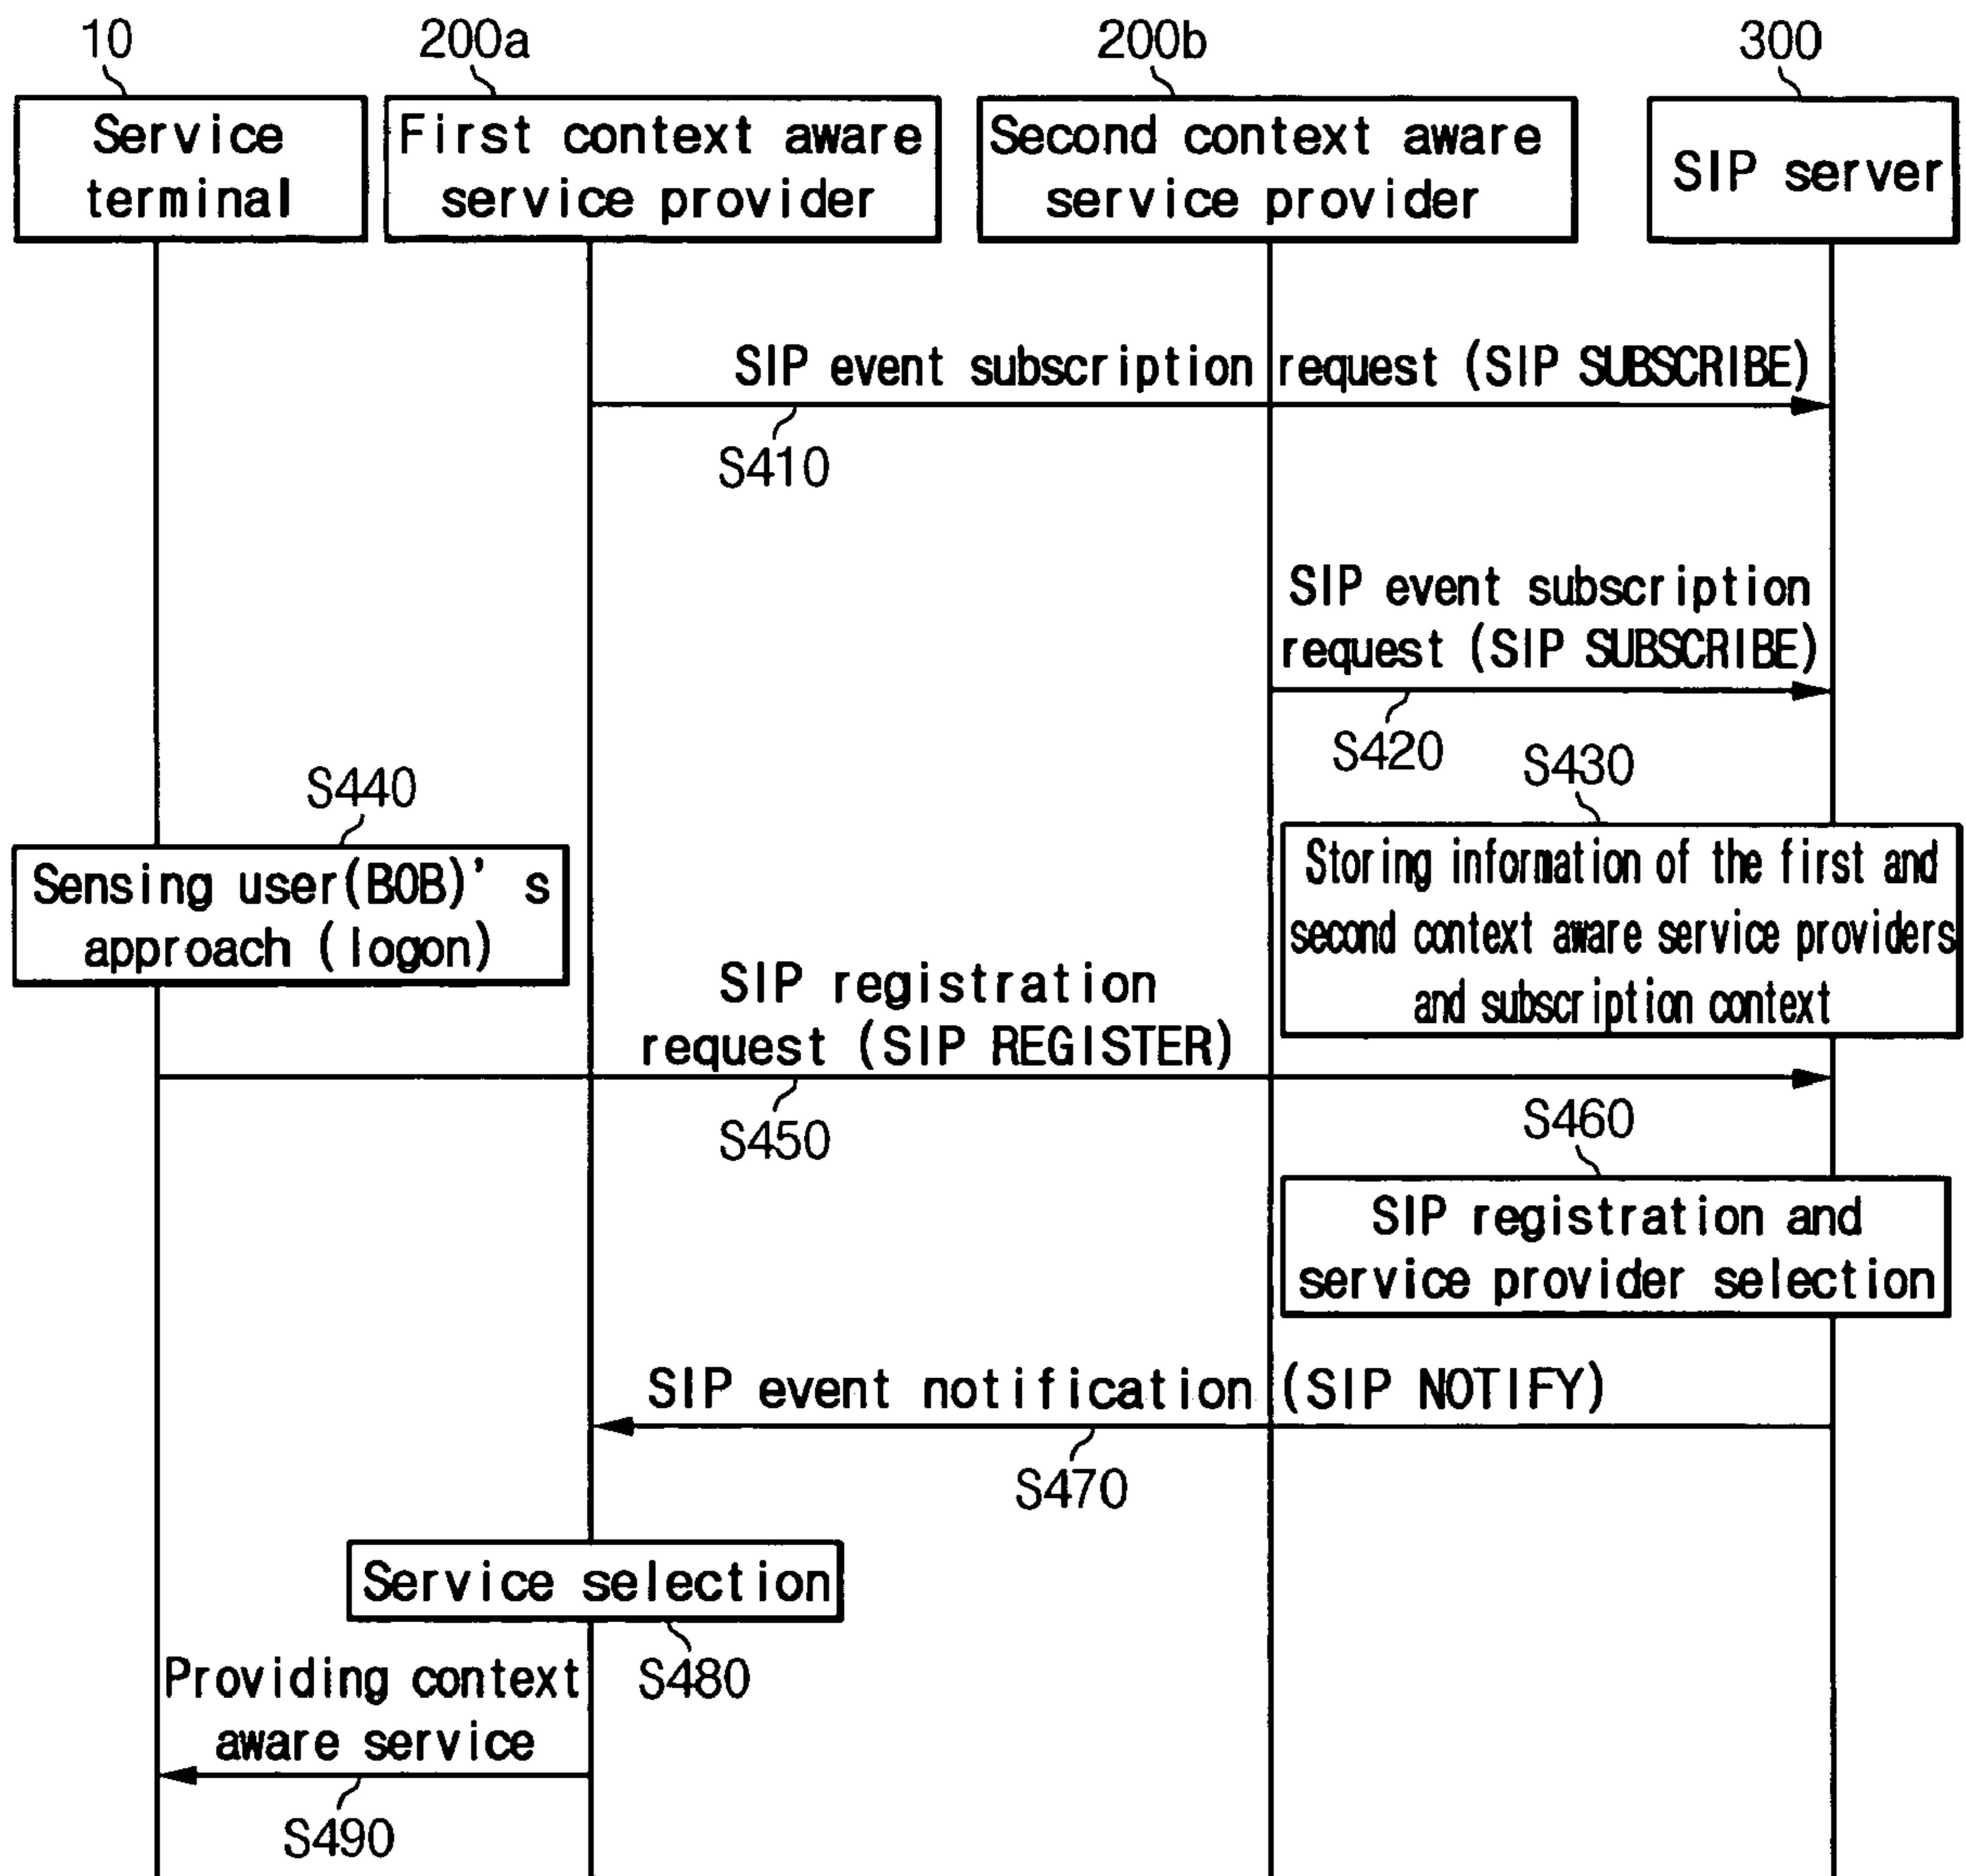 10
200a
200b
300
Service
terminal
First context aware
service provider
Second context aware
service provider
SIP server
SIP event subscription request (SIP SUBSCRIBE)
S410
SIP event subscription
request (SIP SUBSCRIBE)
S420
S430
Storing information of the first and
second context aware service providers
and subscription context
S440
Sensing user(BOB)' s
approach (logon)
SIP registration
request (SIP REGISTER)
S450
S460
SIP registration and
service provider selection
SIP event notification (SIP NOTIFY)
S470
Service selection
S480
Providing context
aware service
S490